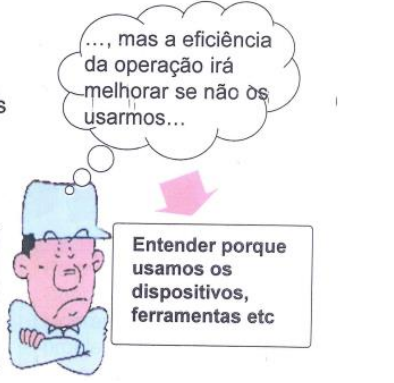 ..., mas a eficiência
da operação irá
melhorar se não os
usarmos...
s
Entender porque
usamos os
dispositivos,
ferramentas etc